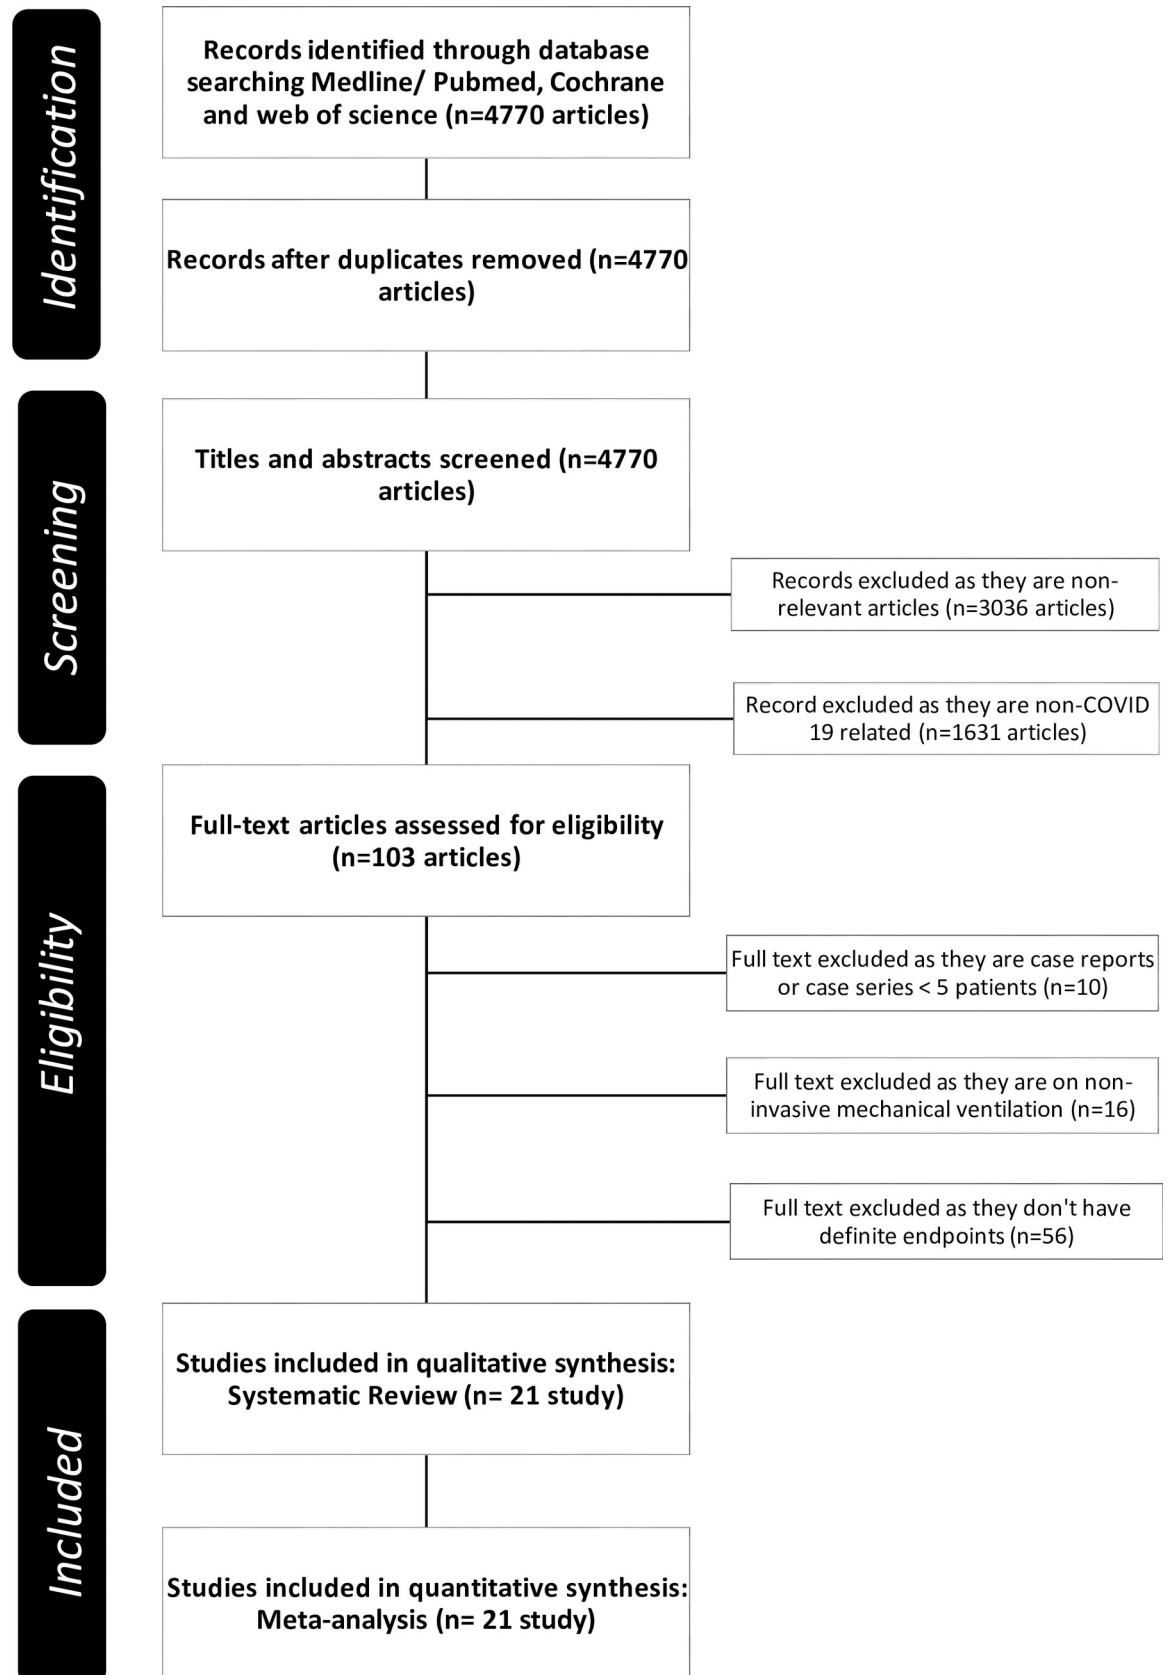 Identification
Records identified through database
searching Medline/ Pubmed, Cochrane
and web of science (n=4770 articles)
Records after duplicates removed (n=4770
articles)
Screening
Titles and abstracts screened (n=4770
articles)
Records excluded as they are non-
relevant articles (n=3036 articles)
Record excluded as they are non-COVID
19 related (n=1631 articles)
Eligibility
Full-text articles assessed for eligibility
(n=103 articles)
Full text excluded as they are case reports
or case series < 5 patients (n=10)
Full text excluded as they are on non-
invasive mechanical ventilation (n=16)
Full text excluded as they don't have
definite endpoints (n=56)
Included
Studies included in qualitative synthesis:
Systematic Review (n= 21 study)
Studies included in quantitative synthesis:
Meta-analysis (n= 21 study)